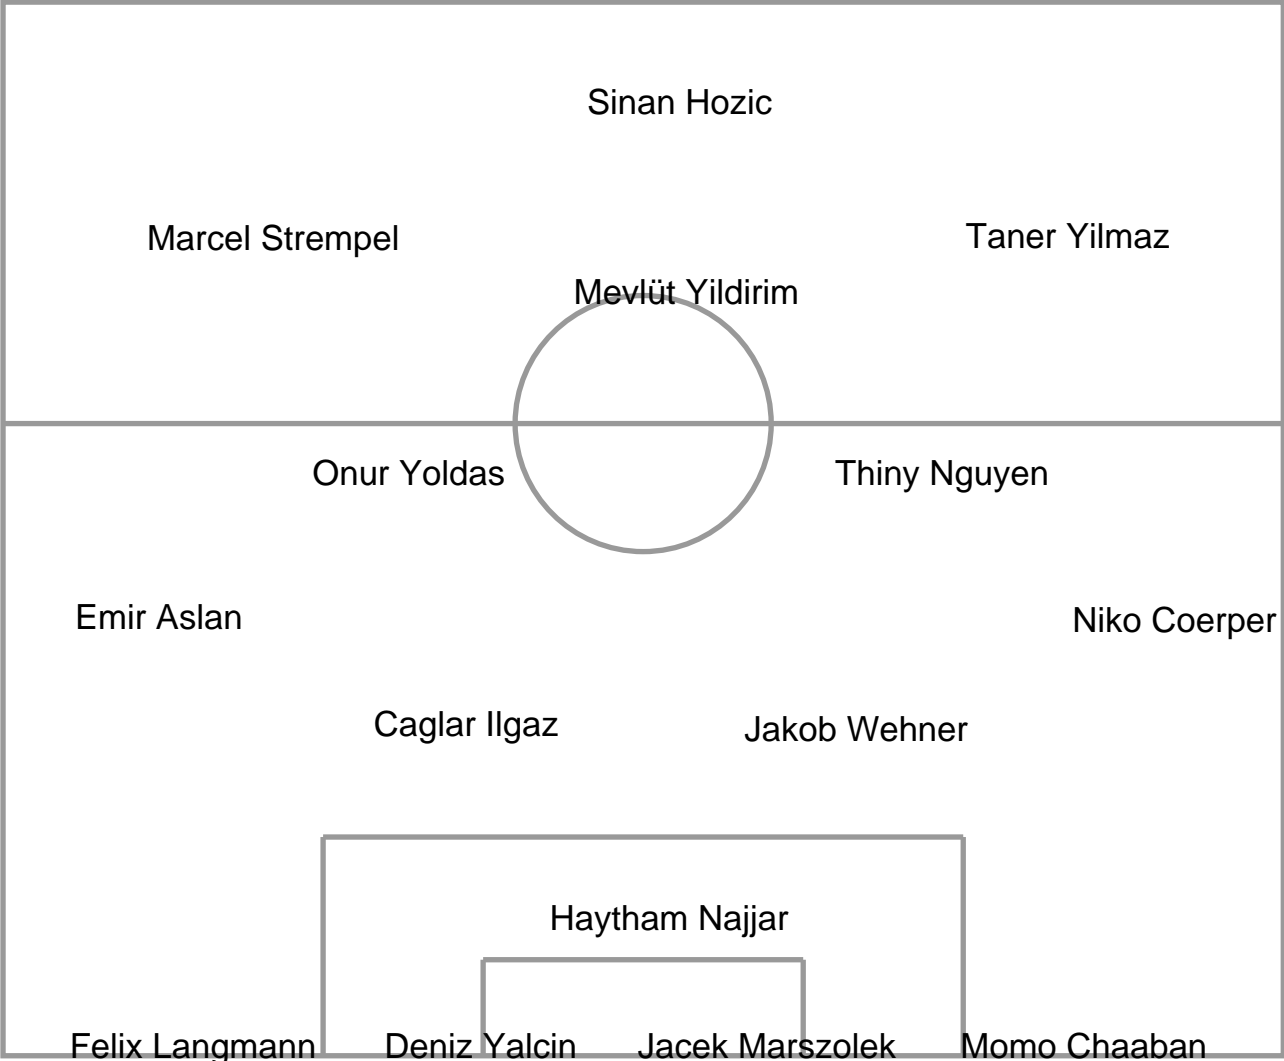 Sinan Hozic
Marcel Strempel
Taner Yilmaz
Mevlüt Yildirim
Onur Yoldas
Thiny Nguyen
Emir Aslan
Niko Coerper
Caglar Ilgaz
Jakob Wehner
Haytham Najjar
Felix Langmann
Deniz Yalcin
Jacek Marszolek
Momo Chaaban